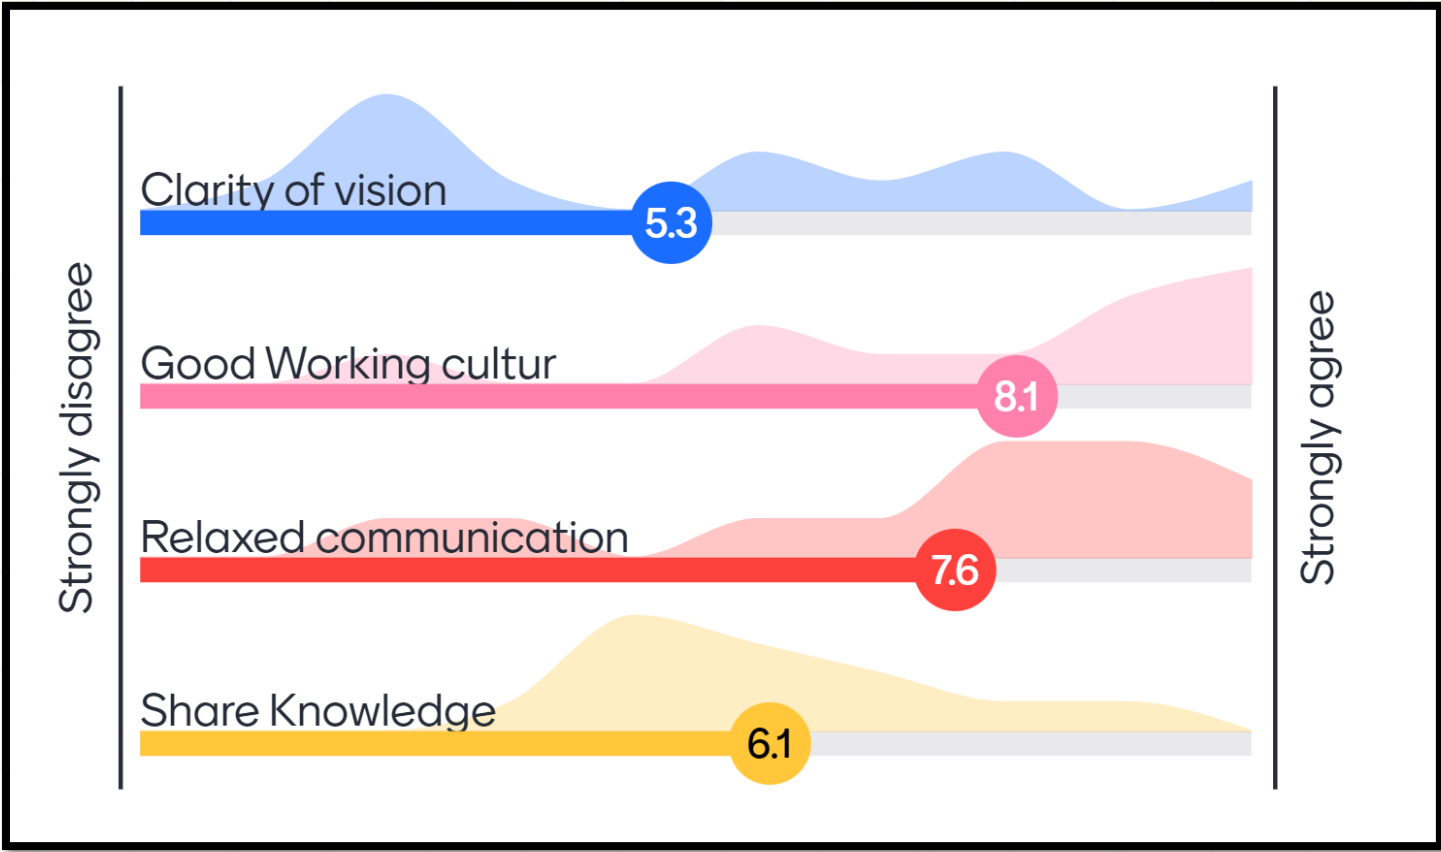 Strongly disagree
Clarity of vision
5.3
Good Working cultur
8.1
Relaxed communication
7.6
Share Knowledge
6.1
Strongly agree